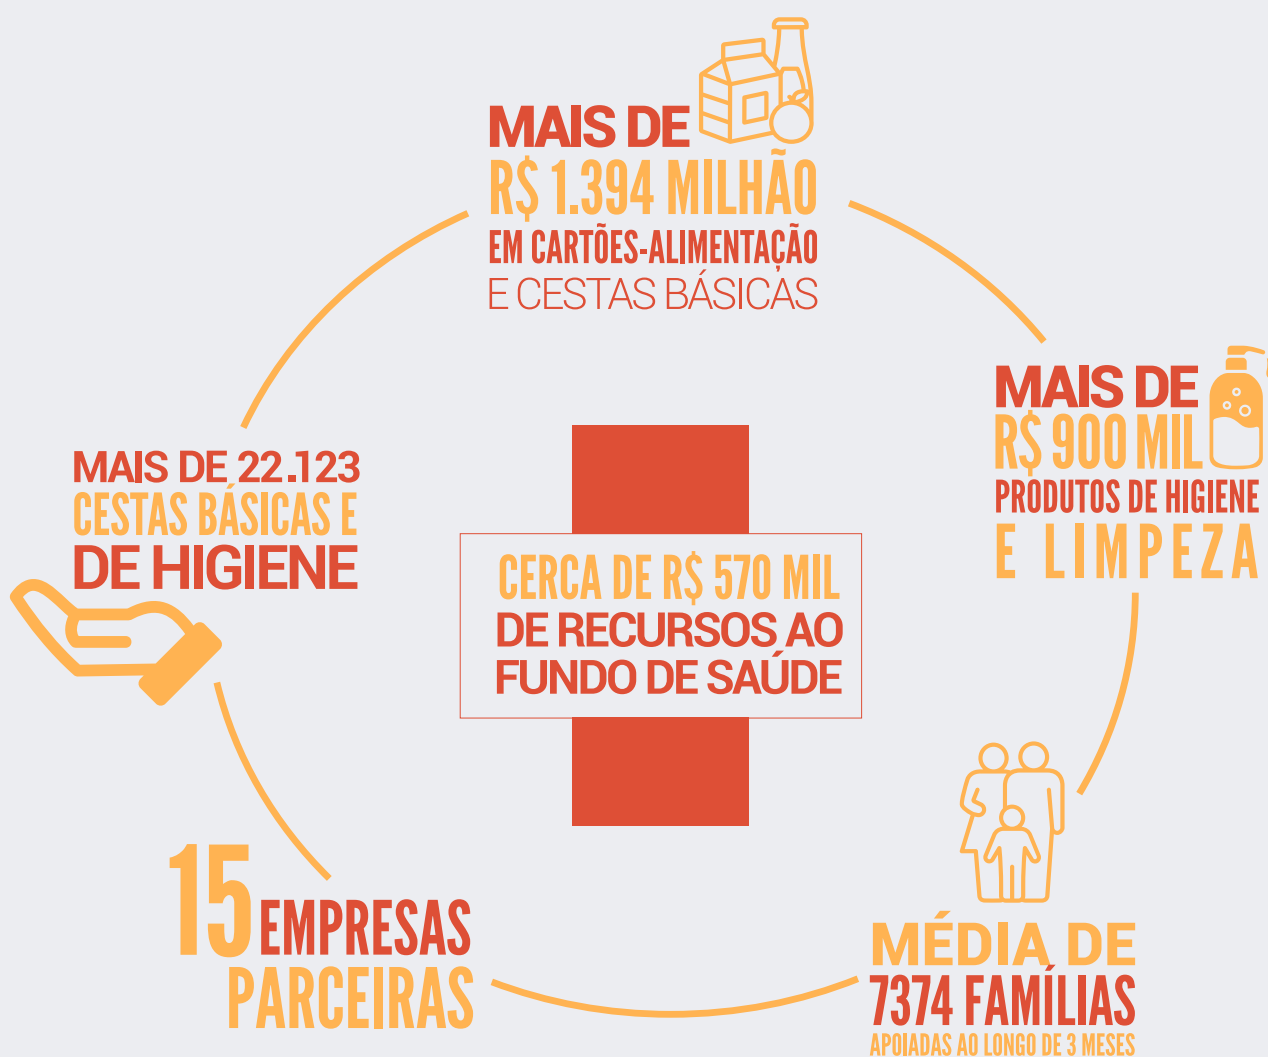 MAIS DE
R$ 1.394 MILHÃO
EM CARTÕES-ALIMENTAÇÃO
E CESTAS BÁSICAS
MAIS DE
R$ 900 MIL
PRODUTOS DE HIGIENE
E LIMPEZA
MÉDIA DE
7374 FAMÍLIAS
APOIADAS AO LONGO DE 3 MESES
15 EMPRESAS
PARCEIRAS
MAIS DE 22.123
CESTAS BÁSICAS E
DE HIGIENE
CERCA DE R$ 570 MIL
DE RECURSOS AO
FUNDO DE SAÚDE